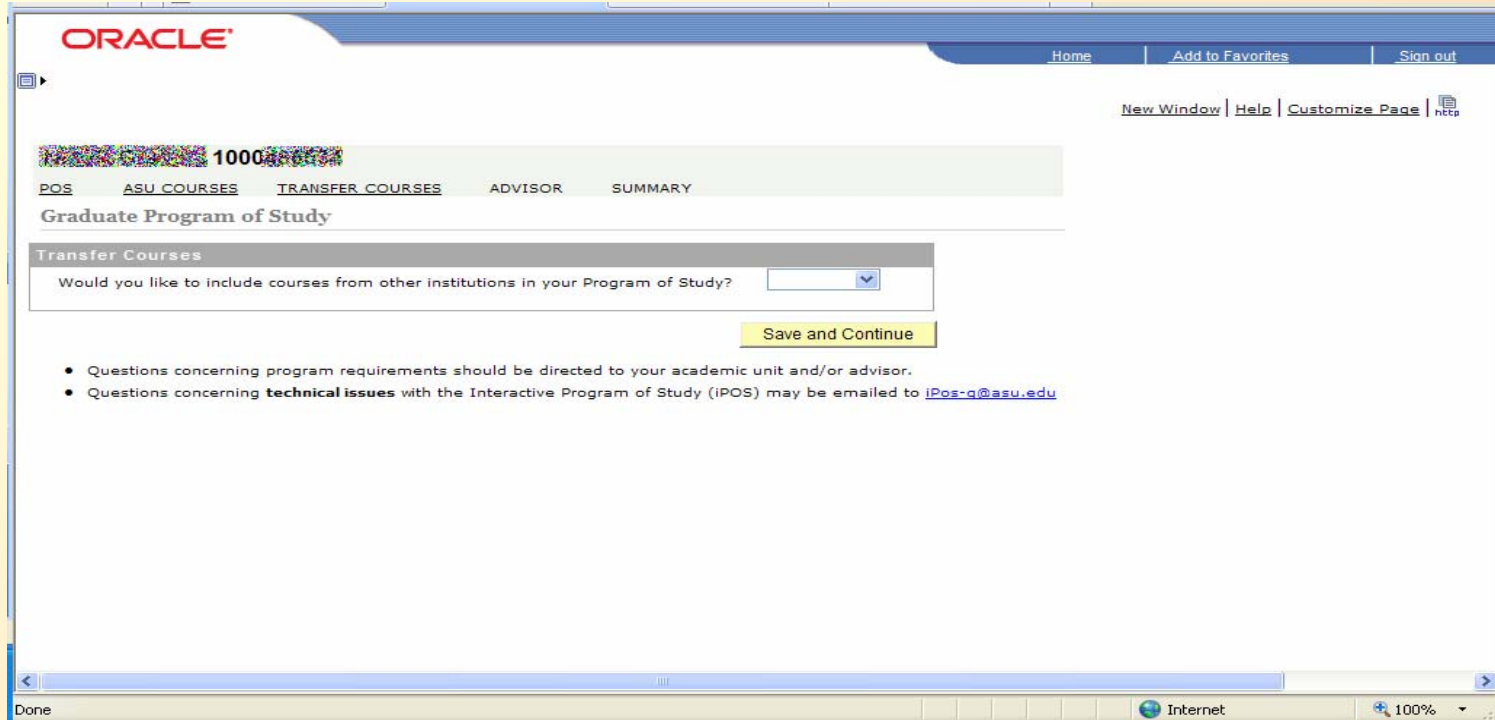 ORACLE
Home Add to Favorites Sign out
New Window | Help | Customize Page | http
1000
POS ASU COURSES TRANSFER COURSES ADVISOR SUMMARY
Graduate Program of Study
Transfer Courses
Would you like to include courses from other institutions in your Program of Study?
Save and Continue
• Questions concerning program requirements should be directed to your academic unit and/or advisor.
• Questions concerning technical issues with the Interactive Program of Study (iPOS) may be emailed to iPos-q@asu.edu
Done Internet 100%